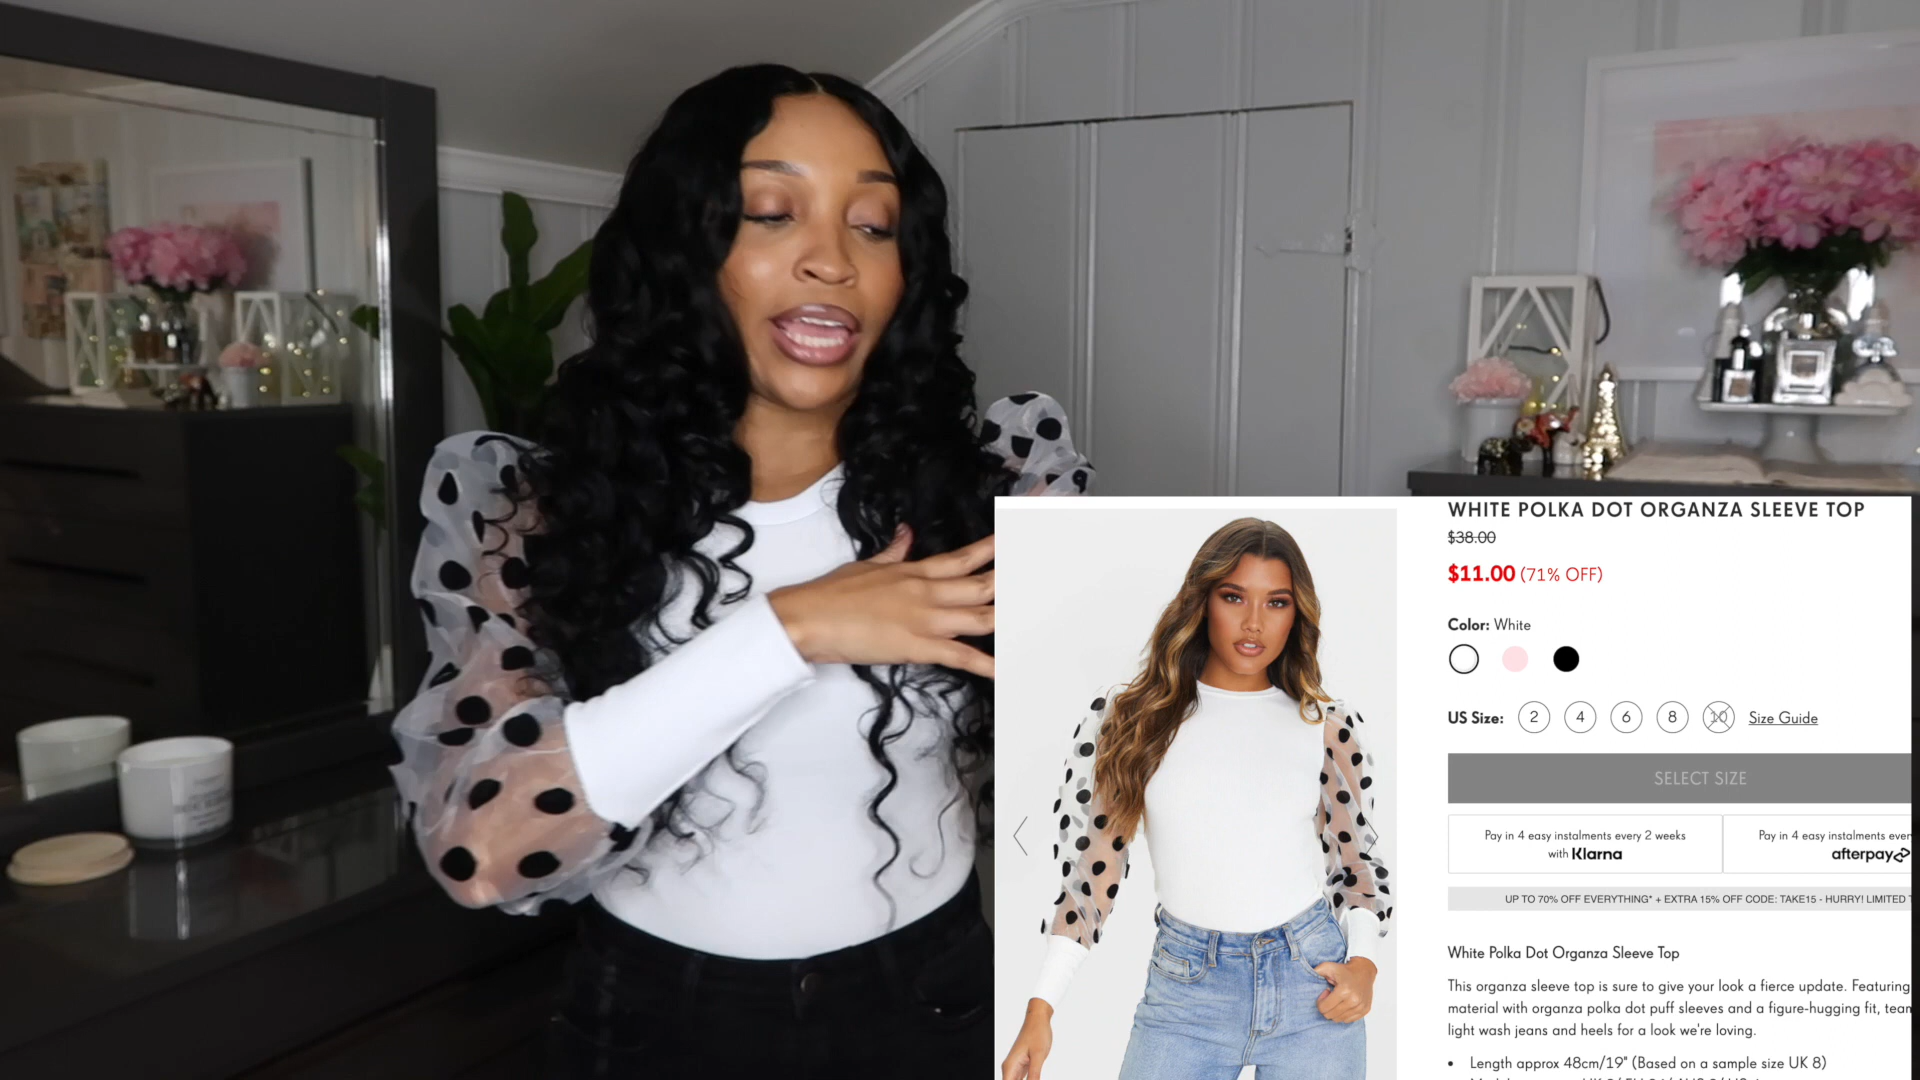 WHITE POLKA DOT ORGANZA SLEEVE TOP
$38.00
$11.00 (71% OFF)
Color: White
US Size: 2 4 6 8 10 Size Guide
SELECT SIZE
Pay in 4 easy instalments every 2 weeks
with Klarna
Pay in 4 easy instalments ever
afterpay
UP TO 70% OFF EVERYTHING* + EXTRA 15% OFF CODE: TAKE15 - HURRY! LIMITED T
White Polka Dot Organza Sleeve Top
This organza sleeve top is sure to give your look a fierce update. Featuring
material with organza polka dot puff sleeves and a figure-hugging fit, team
light wash jeans and heels for a look we're loving.
• Length approx 48cm/19" (Based on a sample size UK 8)